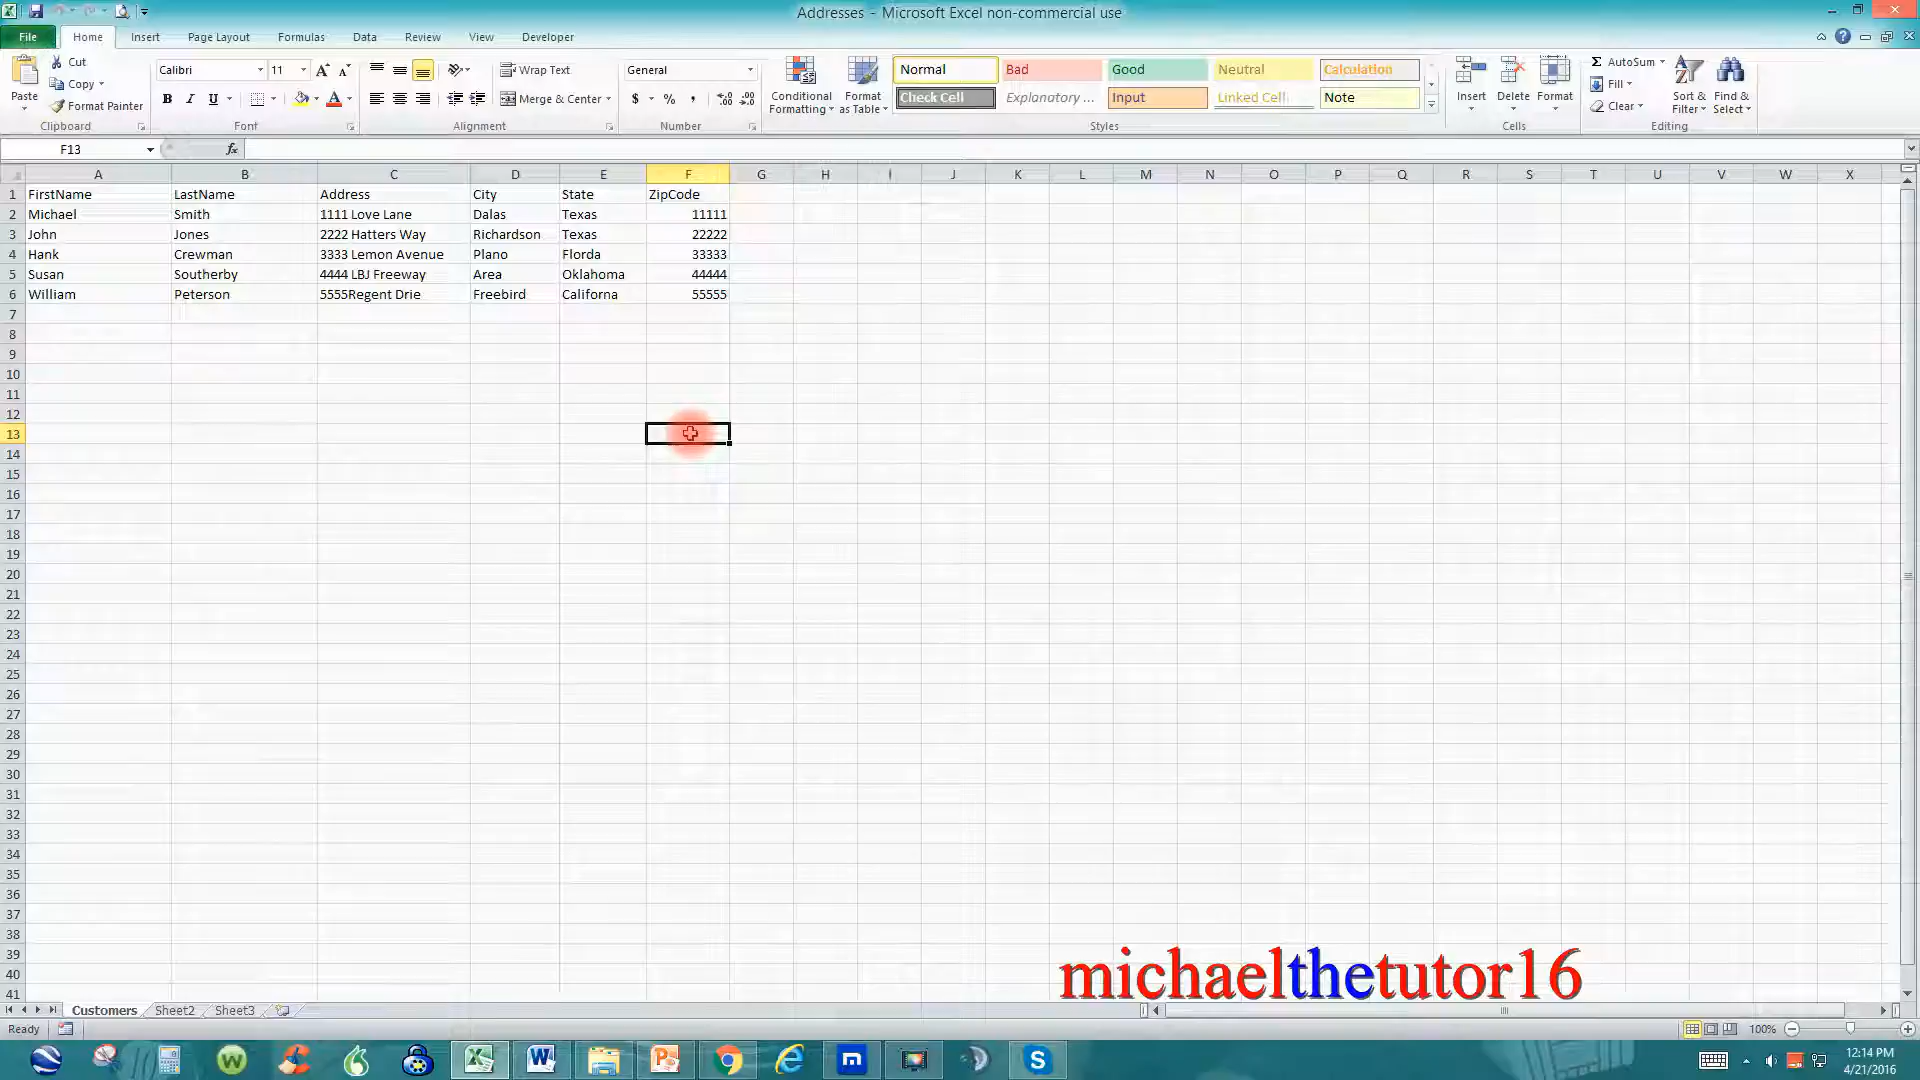 Addresses - Microsoft Excel non-commercial use
File Home Insert Page Layout Formulas Data Review View Developer
Paste Cut Copy Format Painter Clipboard
Calibri 11 B I U A Font
Wrap Text Merge & Center Alignment
General $ % , Number
Conditional Formatting Format as Table
Normal Bad Good Neutral Calculation
Check Cell Explanatory ... Input Linked Cell Note
Styles
Insert Delete Format Cells
Σ AutoSum Fill Clear Sort & Filter Find & Select Editing
F13 fx
A B C D E F G H I J K L M N O P Q R S T U V W X
1 FirstName LastName Address City State ZipCode
2 Michael Smith 1111 Love Lane Dalas Texas 11111
3 John Jones 2222 Hatters Way Richardson Texas 22222
4 Hank Crewman 3333 Lemon Avenue Plano Florda 33333
5 Susan Southerby 4444 LBJ Freeway Area Oklahoma 44444
6 William Peterson 5555Regent Drie Freebird Californa 55555
7
8
9
10
11
12
13
14
15
16
17
18
19
20
21
22
23
24
25
26
27
28
29
30
31
32
33
34
35
36
37
38
39
40
41
michaelthetutor16
Customers Sheet2 Sheet3
Ready 100%
12:14 PM
4/21/2016